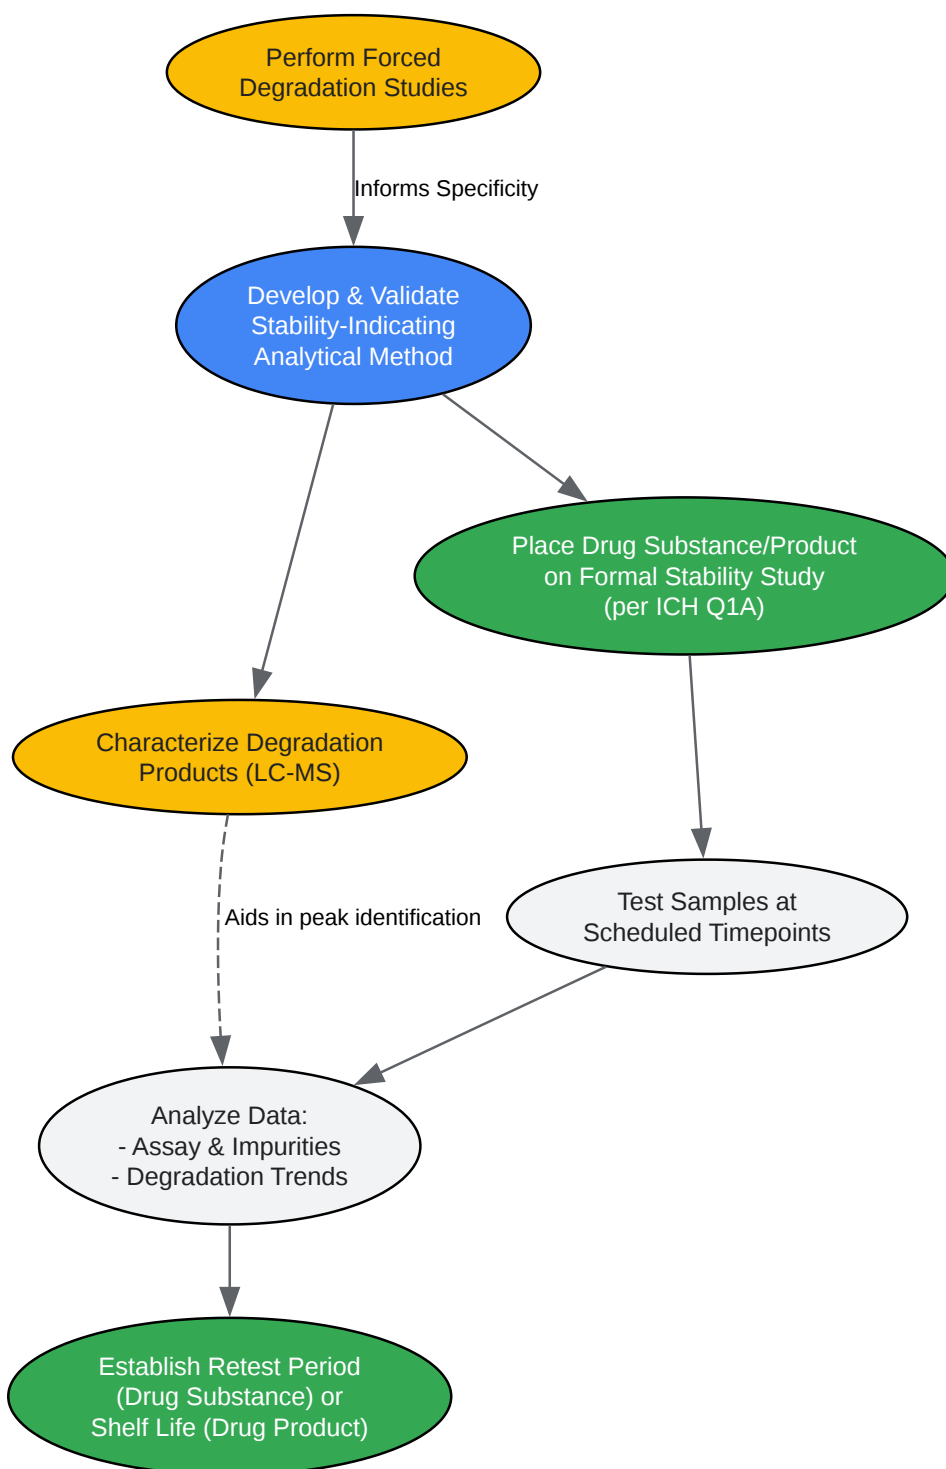 Perform Forced
Degradation Studies
Informs Specificity
Develop & Validate
Stability-Indicating
Analytical Method
Place Drug Substance/Product
on Formal Stability Study
(per ICH Q1A)
Characterize Degradation
Products (LC-MS)
Test Samples at
Scheduled Timepoints
Aids in peak identification
Analyze Data:
- Assay & Impurities
- Degradation Trends
Establish Retest Period
(Drug Substance) or
Shelf Life (Drug Product)